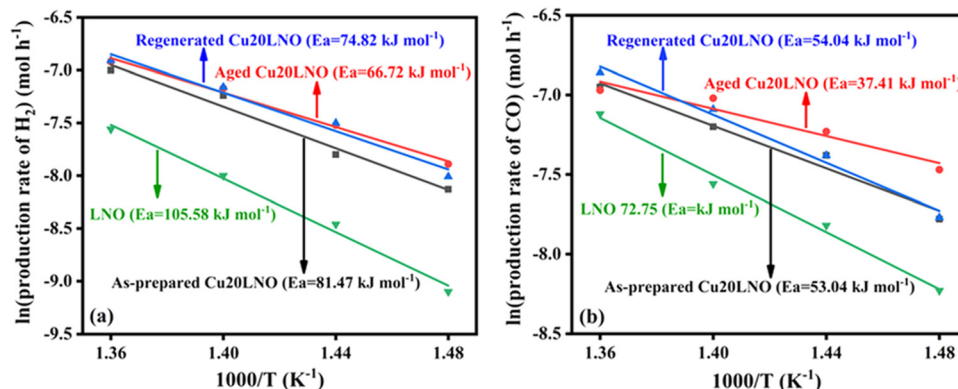 -6.5
-7.0
-7.5
-8.0
-8.5
-9.0
-9.5
ln(production rate of H₂) (mol h⁻¹)
Regenerated Cu20LNO (Ea=74.82 kJ mol⁻¹)
Aged Cu20LNO (Ea=66.72 kJ mol⁻¹)
LNO (Ea=105.58 kJ mol⁻¹)
As-prepared Cu20LNO (Ea=81.47 kJ mol⁻¹)
(a)
1.36 1.40 1.44 1.48
1000/T (K⁻¹)
-6.5
-7.0
-7.5
-8.0
-8.5
ln(production rate of CO) (mol h⁻¹)
Regenerated Cu20LNO (Ea=54.04 kJ mol⁻¹)
Aged Cu20LNO (Ea=37.41 kJ mol⁻¹)
LNO 72.75 (Ea=kJ mol⁻¹)
As-prepared Cu20LNO (Ea=53.04 kJ mol⁻¹)
(b)
1.36 1.40 1.44 1.48
1000/T (K⁻¹)